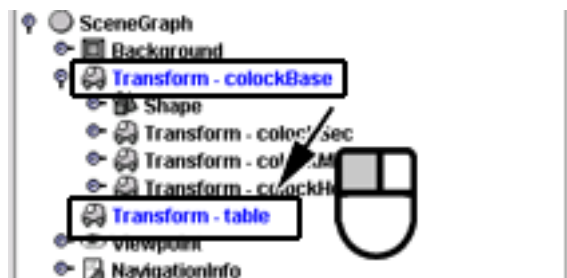 SceneGraph
Background
Transform - colockBase
Shape
Transform - colockSec
Transform -
Transform -
Transform - table
Viewpoint
NavigationInfo